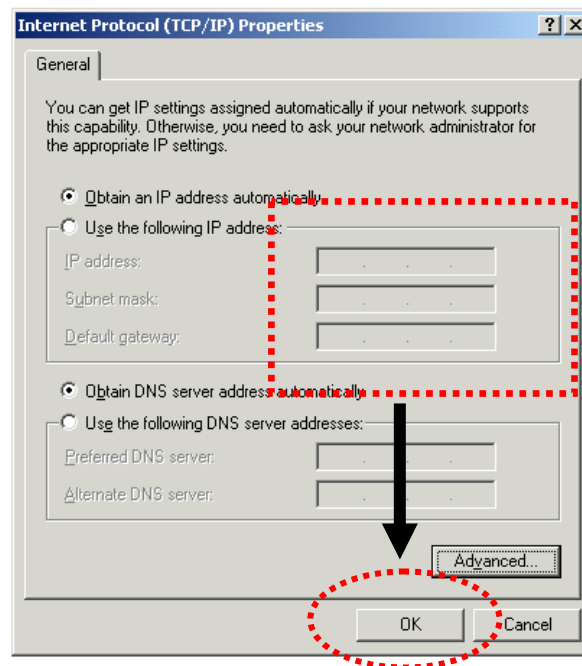 Internet Protocol (TCP/IP) Properties
General
You can get IP settings assigned automatically if your network supports
this capability. Otherwise, you need to ask your network administrator for
the appropriate IP settings.
Obtain an IP address automatically
Use the following IP address:
IP address:
Subnet mask:
Default gateway:
Obtain DNS server address automatically
Use the following DNS server addresses:
Preferred DNS server:
Alternate DNS server:
Advanced...
OK
Cancel